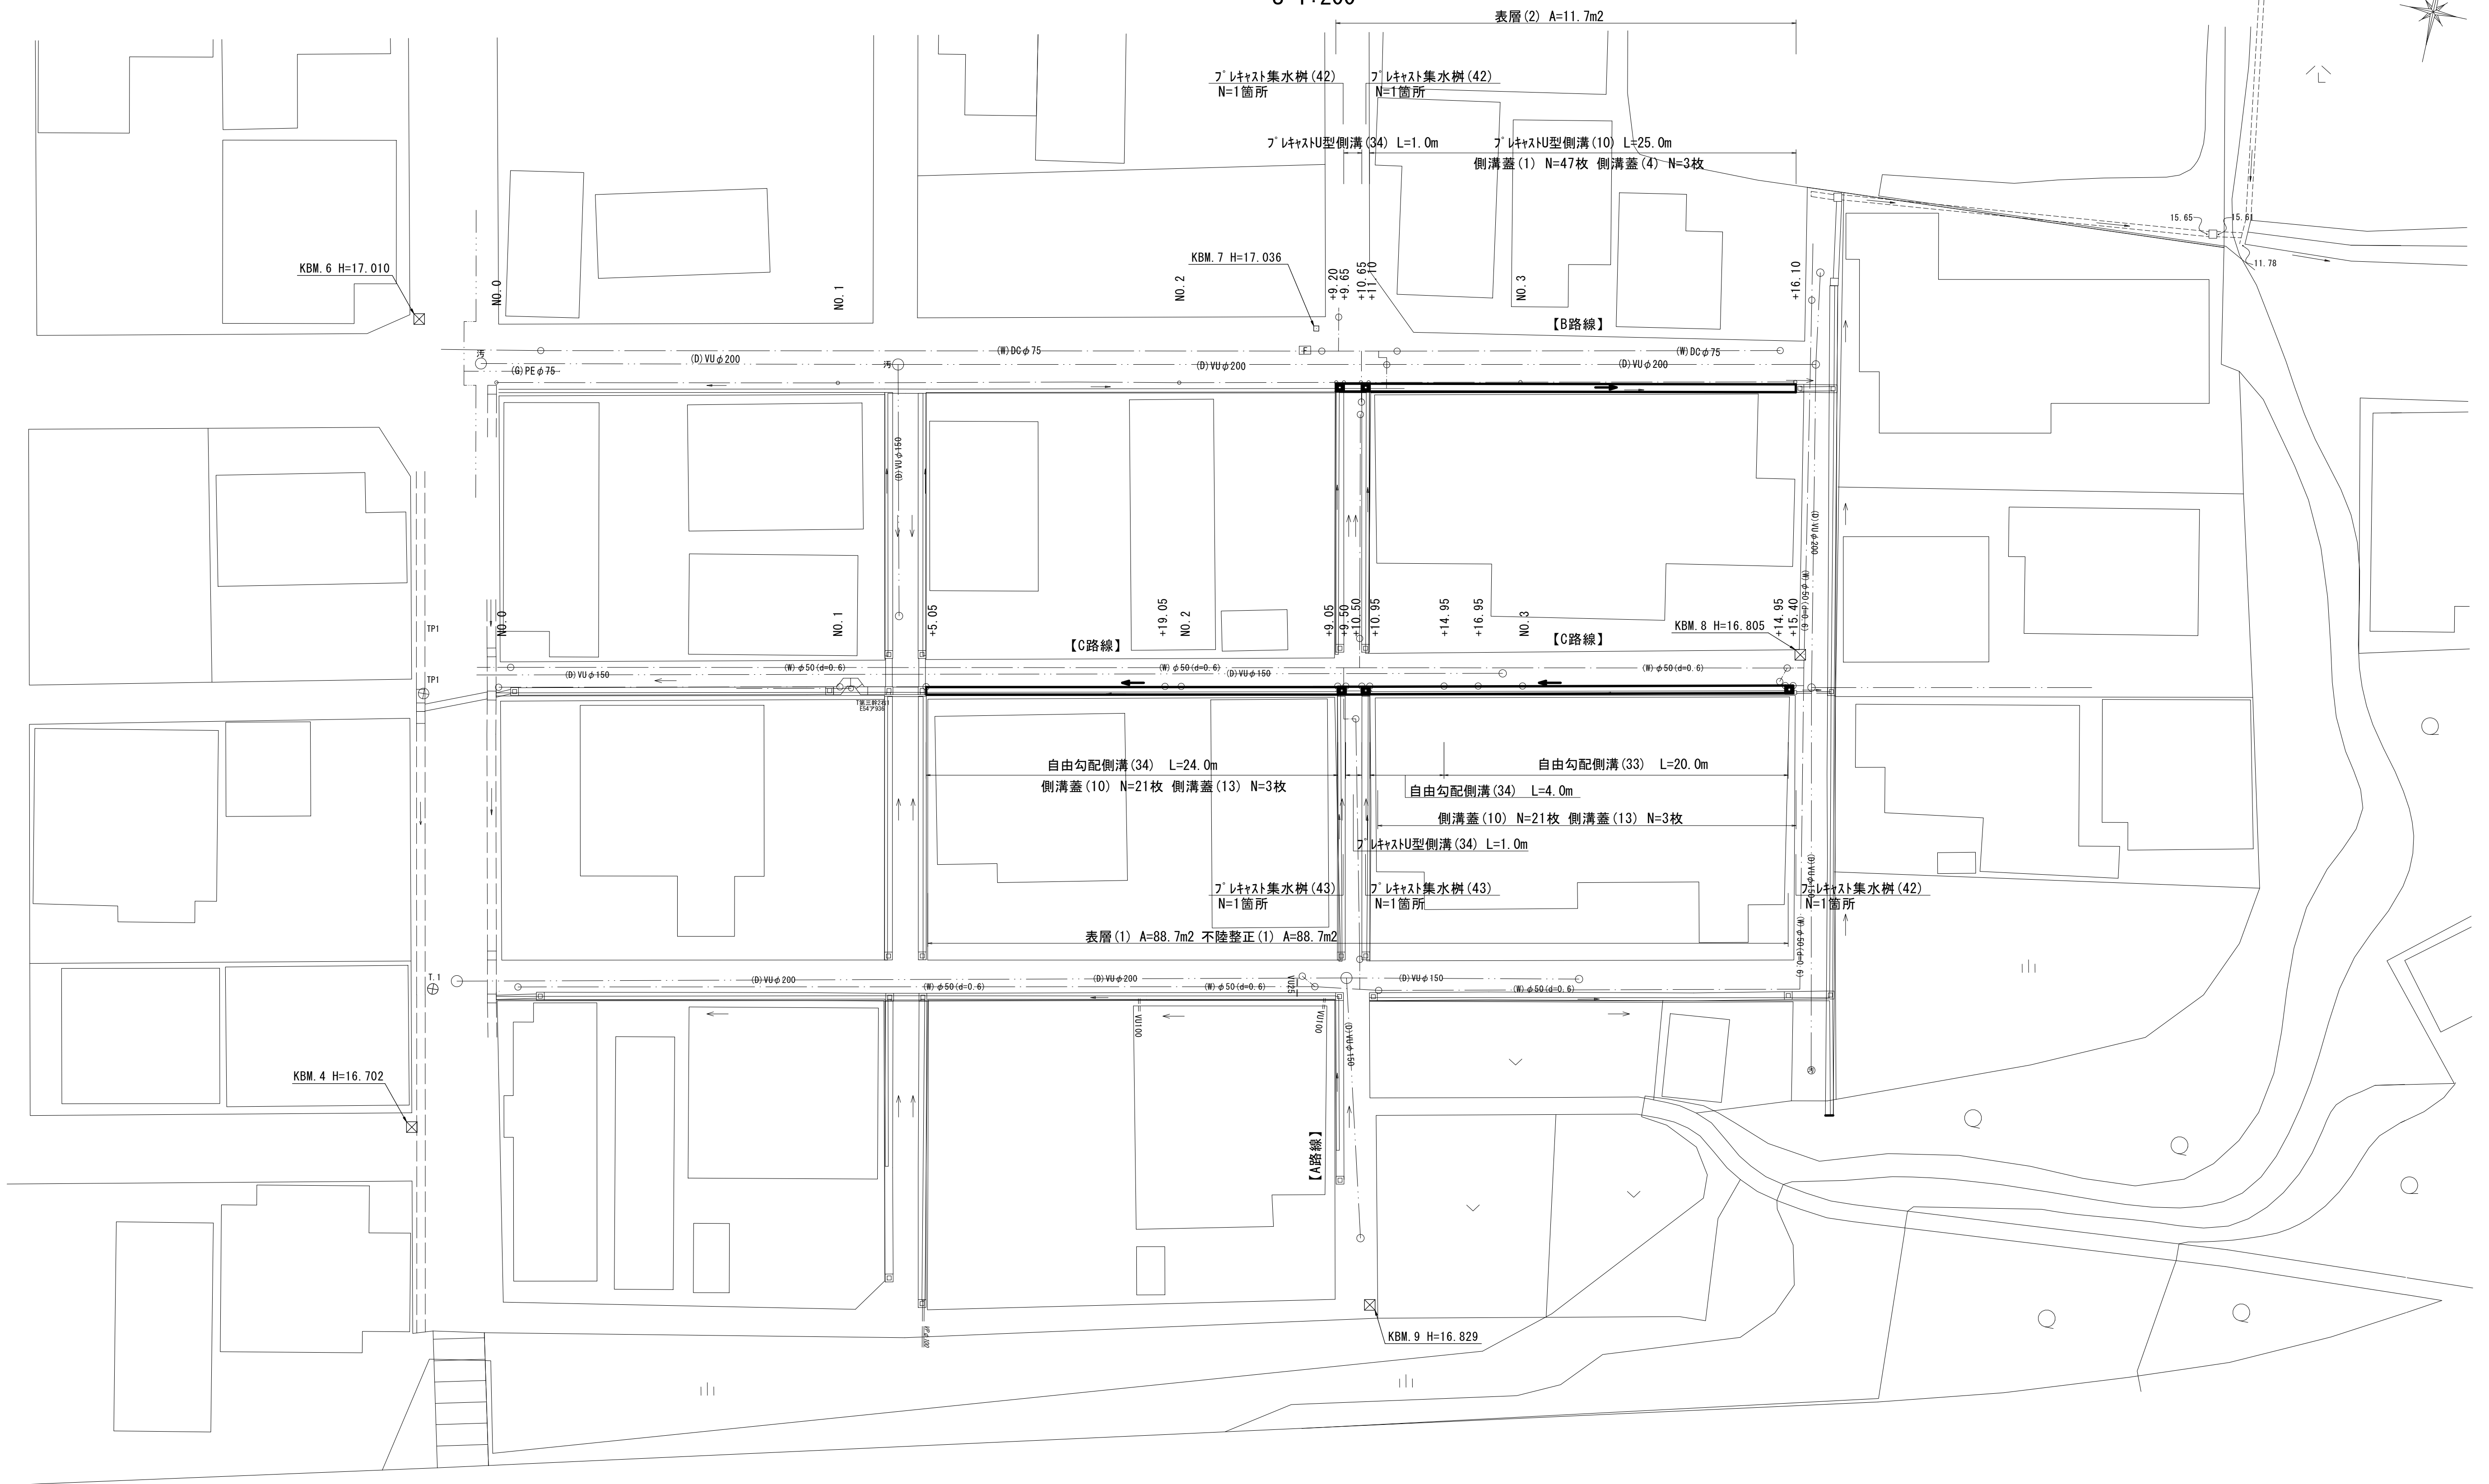 表層(2) A=11.7m2
ﾌﾟﾚｷｬｽﾄ集水桝(42)
N=1箇所
ﾌﾟﾚｷｬｽﾄ集水桝(42)
N=1箇所
ﾌﾟﾚｷｬｽﾄU型側溝(34) L=1.0m
ﾌﾟﾚｷｬｽﾄU型側溝(10) L=25.0m
側溝蓋(1) N=47枚 側溝蓋(4) N=3枚
15.65
15.61
11.78
KBM.6 H=17.010
KBM.7 H=17.036
NO.0
NO.1
NO.2
+9.20
+9.65
+10.65
+11.10
NO.3
+16.10
【B路線】
汚
(D)VUφ200
(W)DCφ75
F
(W)DCφ75
(G)PEφ75
汚
(D)VUφ200
(D)VUφ200
(D)VUφ150
(D)VUφ200
(W)φ50(d=0.6)
TP1
NO.0
NO.1
+5.05
+19.05
NO.2
+9.05
+9.50
+10.50
+10.95
+14.95
+16.95
NO.3
+14.95
+15.40
【C路線】
【C路線】
KBM.8 H=16.805
TP1
(W)φ50(d=0.6)
(W)φ50(d=0.6)
(W)φ50(d=0.6)
(D)VUφ150
(D)VUφ150
自由勾配側溝(34) L=24.0m
側溝蓋(10) N=21枚 側溝蓋(13) N=3枚
自由勾配側溝(33) L=20.0m
自由勾配側溝(34) L=4.0m
側溝蓋(10) N=21枚 側溝蓋(13) N=3枚
ﾌﾟﾚｷｬｽﾄU型側溝(34) L=1.0m
ﾌﾟﾚｷｬｽﾄ集水桝(43)
N=1箇所
ﾌﾟﾚｷｬｽﾄ集水桝(43)
N=1箇所
ﾌﾟﾚｷｬｽﾄ集水桝(42)
N=1箇所
(D)VUφ150
(W)φ50(d=0.6)
表層(1) A=88.7m2 不陸整正(1) A=88.7m2
T.1
(D)VUφ200
(D)VUφ200
(D)VUφ150
(W)φ50(d=0.6)
(W)φ50(d=0.6)
(W)φ50(d=0.6)
VU25
VU100
VU100
(D)VUφ150
KBM.4 H=16.702
【A路線】
KBM.9 H=16.829